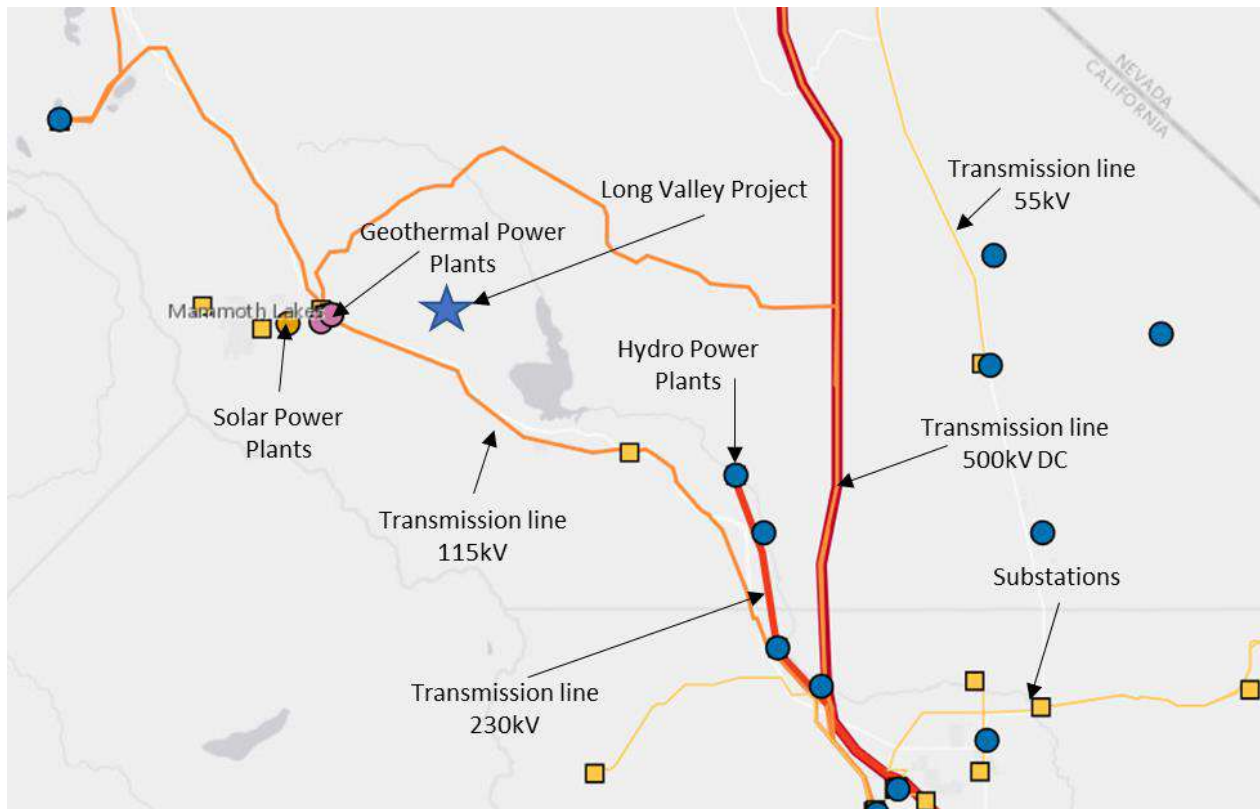 NEVADA
CALIFORNIA
Transmission line
55kV
Long Valley Project
Geothermal Power
Plants
Mammoth Lakes
Hydro Power
Plants
Solar Power
Plants
Transmission line
500kV DC
Transmission line
115kV
Substations
Transmission line
230kV